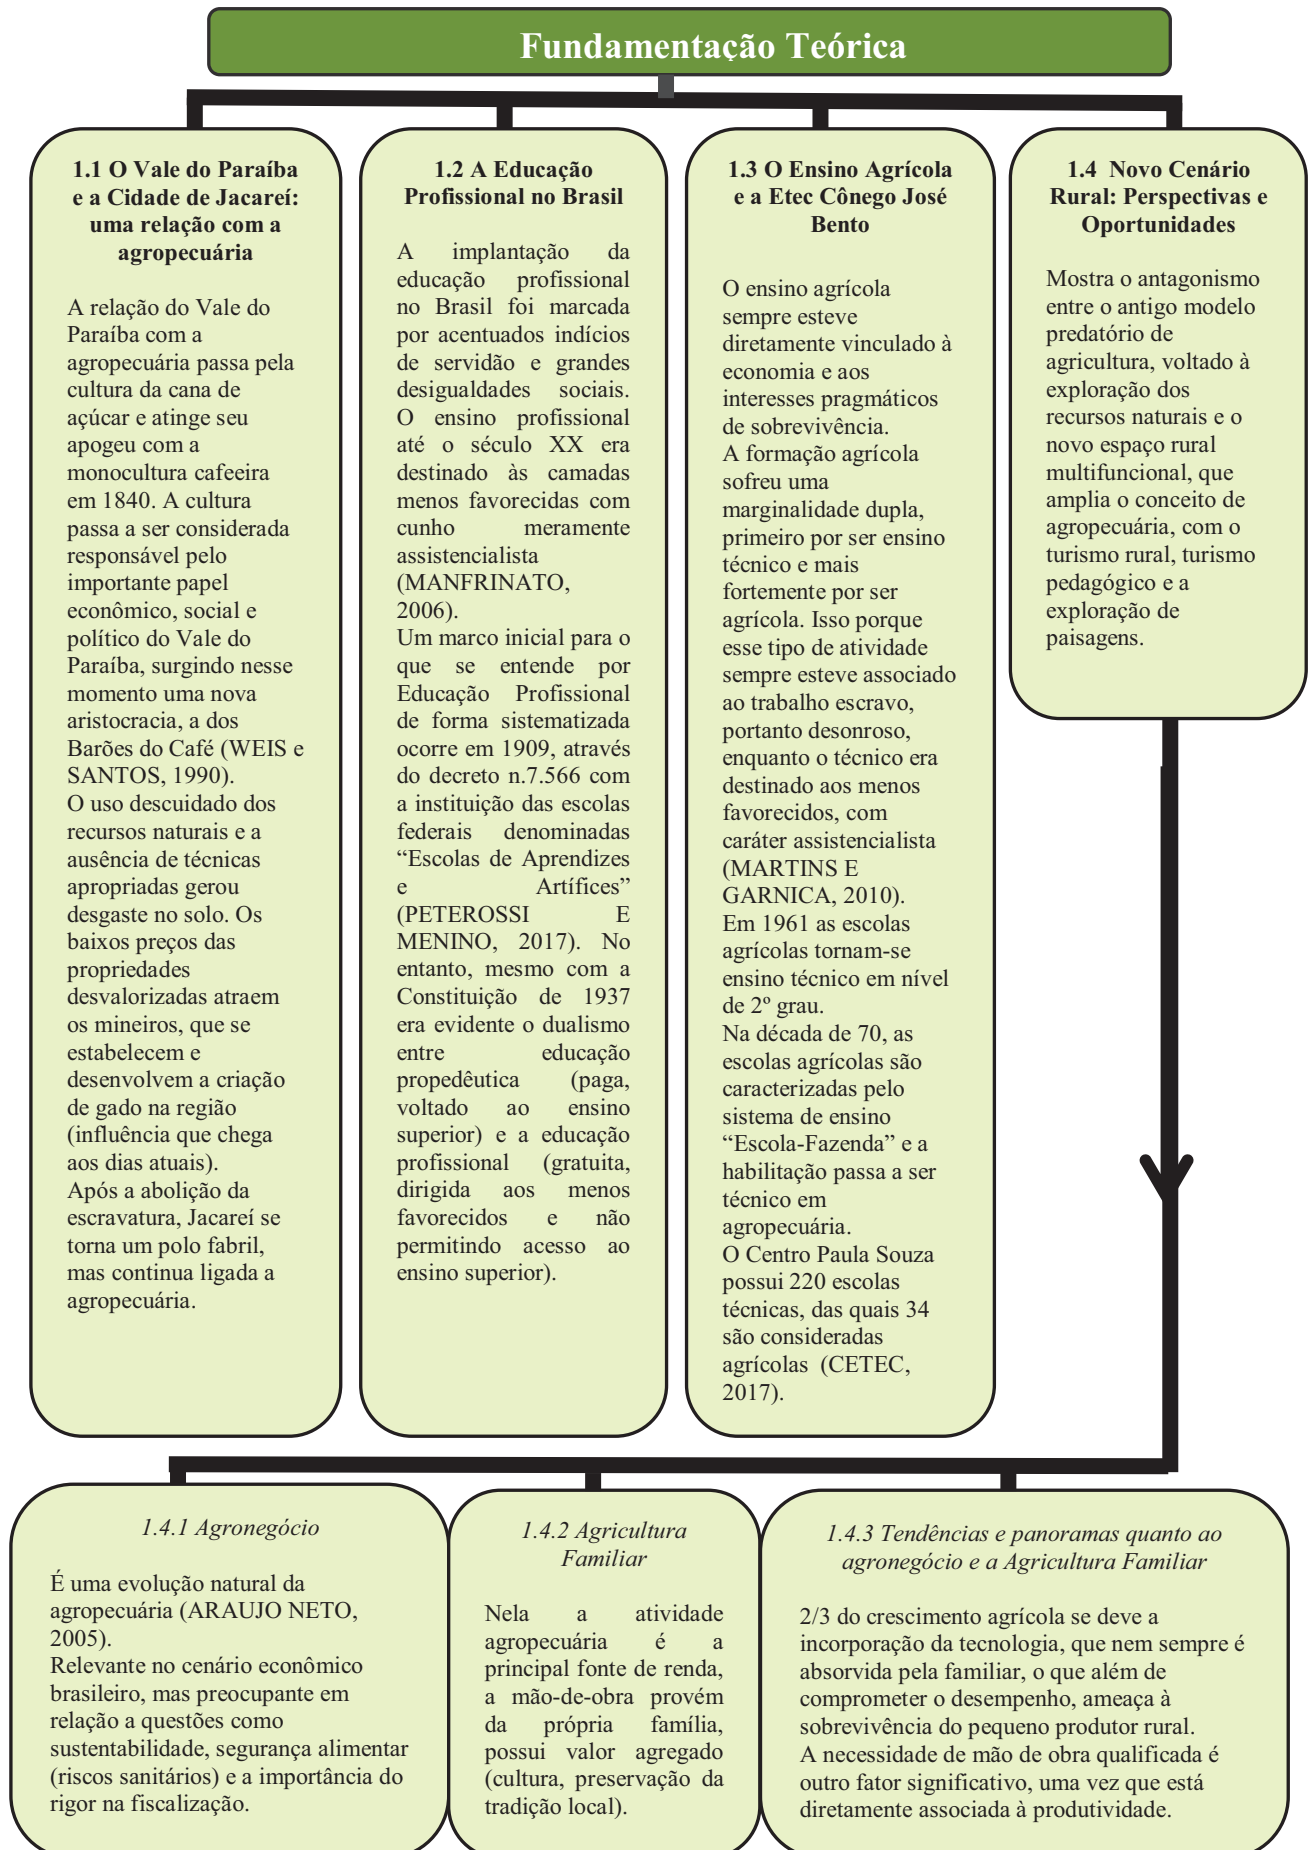 Fundamentação Teórica
1.1 O Vale do Paraíba
e a Cidade de Jacareí:
uma relação com a
agropecuária
A relação do Vale do
Paraíba com a
agropecuária passa pela
cultura da cana de
açúcar e atinge seu
apogeu com a
monocultura cafeeira
em 1840. A cultura
passa a ser considerada
responsável pelo
importante papel
econômico, social e
político do Vale do
Paraíba, surgindo nesse
momento uma nova
aristocracia, a dos
Barões do Café (WEIS e
SANTOS, 1990).
O uso descuidado dos
recursos naturais e a
ausência de técnicas
apropriadas gerou
desgaste no solo. Os
baixos preços das
propriedades
desvalorizadas atraem
os mineiros, que se
estabelecem e
desenvolvem a criação
de gado na região
(influência que chega
aos dias atuais).
Após a abolição da
escravatura, Jacareí se
torna um polo fabril,
mas continua ligada a
agropecuária.
1.2 A Educação
Profissional no Brasil
A implantação da
educação profissional
no Brasil foi marcada
por acentuados indícios
de servidão e grandes
desigualdades sociais.
O ensino profissional
até o século XX era
destinado às camadas
menos favorecidas com
cunho meramente
assistencialista
(MANFRINATO,
2006).
Um marco inicial para o
que se entende por
Educação Profissional
de forma sistematizada
ocorre em 1909, através
do decreto n.7.566 com
a instituição das escolas
federais denominadas
“Escolas de Aprendizes
e Artífices”
(PETEROSSI E
MENINO, 2017). No
entanto, mesmo com a
Constituição de 1937
era evidente o dualismo
entre educação
propedêutica (paga,
voltado ao ensino
superior) e a educação
profissional (gratuita,
dirigida aos menos
favorecidos e não
permitindo acesso ao
ensino superior).
1.3 O Ensino Agrícola
e a Etec Cônego José
Bento
O ensino agrícola
sempre esteve
diretamente vinculado à
economia e aos
interesses pragmáticos
de sobrevivência.
A formação agrícola
sofreu uma
marginalidade dupla,
primeiro por ser ensino
técnico e mais
fortemente por ser
agrícola. Isso porque
esse tipo de atividade
sempre esteve associado
ao trabalho escravo,
portanto desonroso,
enquanto o técnico era
destinado aos menos
favorecidos, com
caráter assistencialista
(MARTINS E
GARNICA, 2010).
Em 1961 as escolas
agrícolas tornam-se
ensino técnico em nível
de 2º grau.
Na década de 70, as
escolas agrícolas são
caracterizadas pelo
sistema de ensino
“Escola-Fazenda” e a
habilitação passa a ser
técnico em
agropecuária.
O Centro Paula Souza
possui 220 escolas
técnicas, das quais 34
são consideradas
agrícolas (CETEC,
2017).
1.4 Novo Cenário
Rural: Perspectivas e
Oportunidades
Mostra o antagonismo
entre o antigo modelo
predatório de
agricultura, voltado à
exploração dos
recursos naturais e o
novo espaço rural
multifuncional, que
amplia o conceito de
agropecuária, com o
turismo rural, turismo
pedagógico e a
exploração de
paisagens.
1.4.1 Agronegócio
É uma evolução natural da
agropecuária (ARAUJO NETO,
2005).
Relevante no cenário econômico
brasileiro, mas preocupante em
relação a questões como
sustentabilidade, segurança alimentar
(riscos sanitários) e a importância do
rigor na fiscalização.
1.4.2 Agricultura
Familiar
Nela a atividade
agropecuária é a
principal fonte de renda,
a mão-de-obra provém
da própria família,
possui valor agregado
(cultura, preservação da
tradição local).
1.4.3 Tendências e panoramas quanto ao
agronegócio e a Agricultura Familiar
2/3 do crescimento agrícola se deve a
incorporação da tecnologia, que nem sempre é
absorvida pela familiar, o que além de
comprometer o desempenho, ameaça à
sobrevivência do pequeno produtor rural.
A necessidade de mão de obra qualificada é
outro fator significativo, uma vez que está
diretamente associada à produtividade.